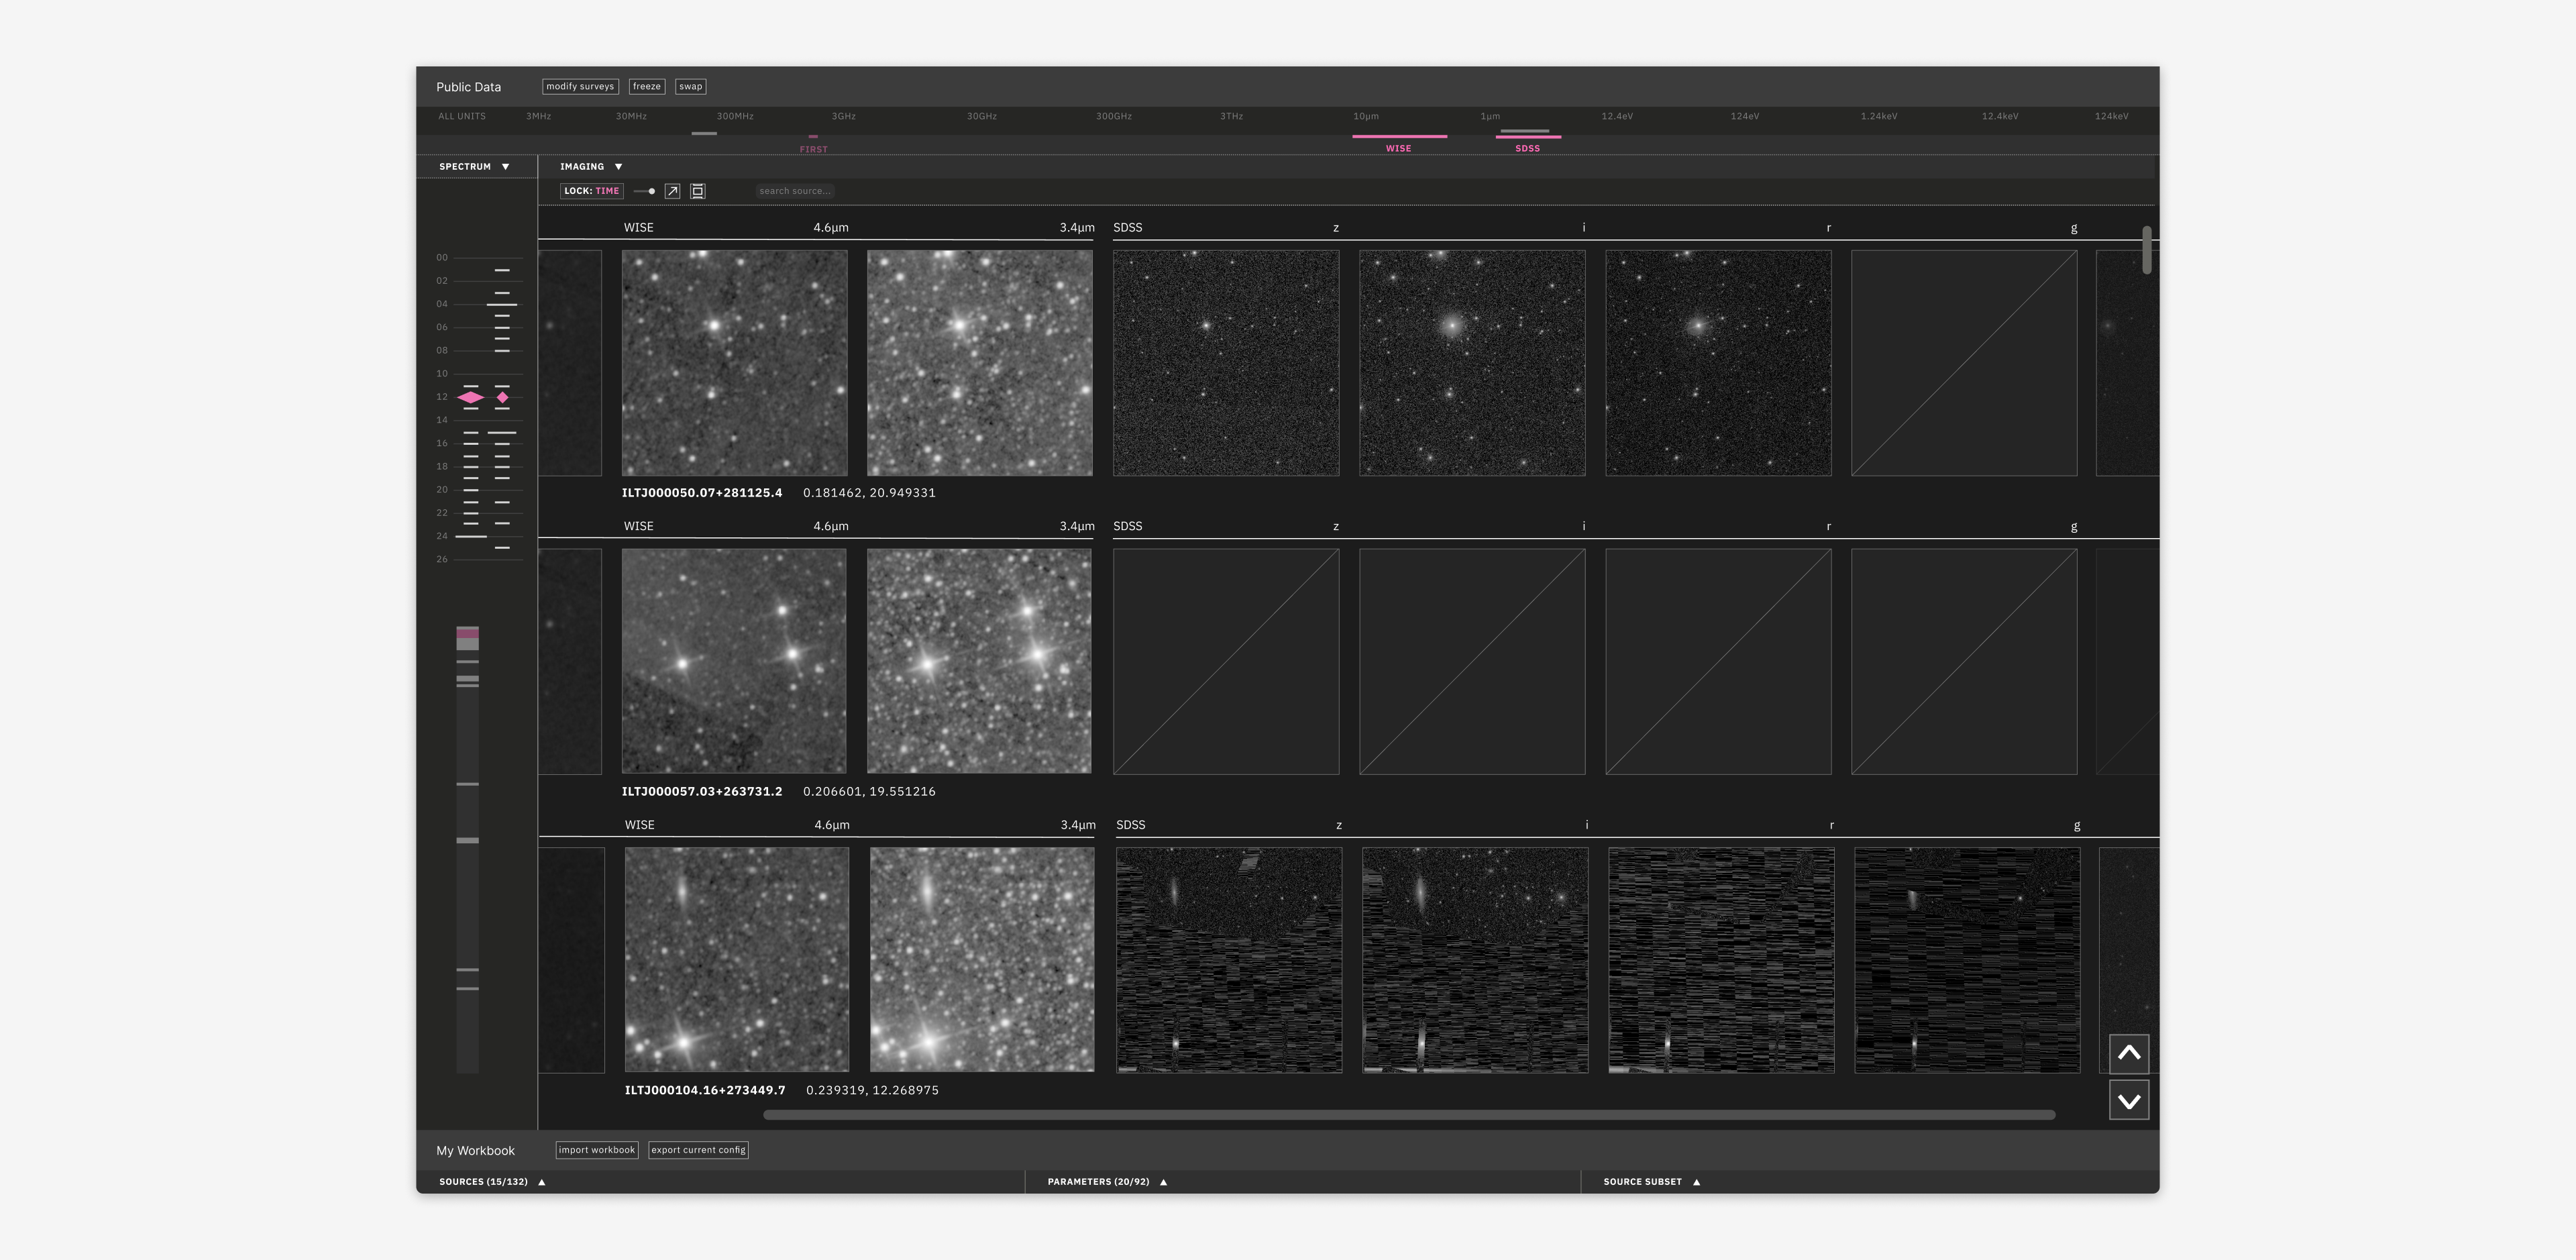 Public Data modify surveys freeze swap
ALL UNITS 3MHz 30MHz 300MHz 3GHz 30GHz 300GHz 3THz 10µm 1µm 12.4eV 124eV 1.24keV 12.4keV 124keV
FIRST WISE SDSS
SPECTRUM ▼ IMAGING ▼
LOCK: TIME search source...
WISE 4.6µm 3.4µm SDSS z i r g
00
02
04
06
08
10
12
14
16
18
20
22
24
26
ILTJ000050.07+281125.4 0.181462, 20.949331
WISE 4.6µm 3.4µm SDSS z i r g
ILTJ000057.03+263731.2 0.206601, 19.551216
WISE 4.6µm 3.4µm SDSS z i r g
ILTJ000104.16+273449.7 0.239319, 12.268975
My Workbook import workbook export current config
SOURCES (15/132) ▲ PARAMETERS (20/92) ▲ SOURCE SUBSET ▲